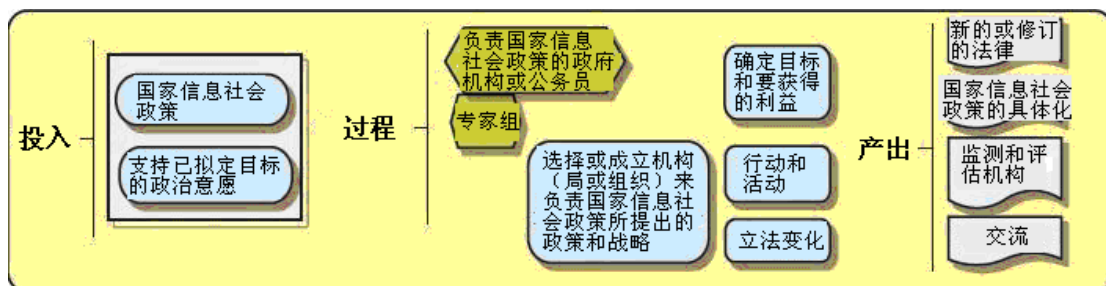 投入
国家信息社会
政策
支持已拟定目标
的政治意愿
过程
负责国家信息
社会政策的政府
机构或公务员
专家组
选择或成立机构
（局或组织）来
负责国家信息社
会政策所提出的
政策和战略
确定目标
和要获得
的利益
行动和
活动
立法变化
产出
新的或修订
的法律
国家信息社会
政策的具体化
监测和评
估机构
交流